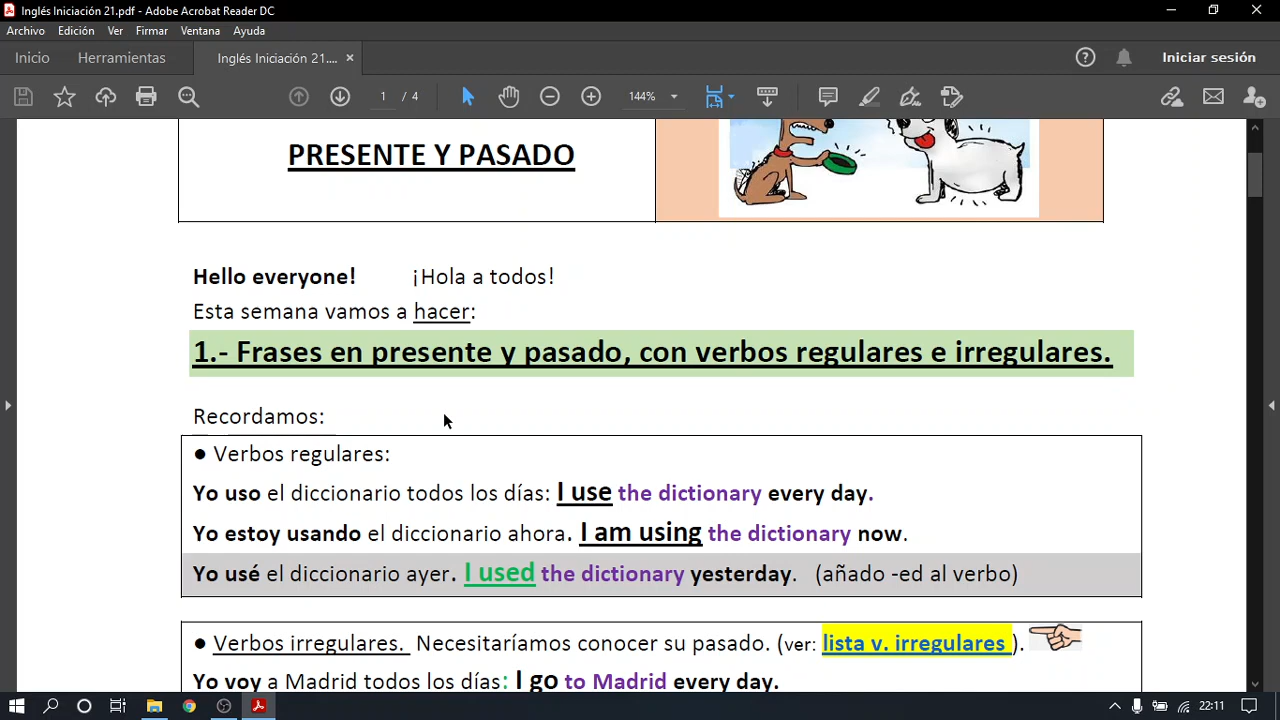 Inglés Iniciación 21.pdf - Adobe Acrobat Reader DC
Archivo Edición Ver Firmar Ventana Ayuda
Inicio Herramientas Inglés Iniciación 21.... × Iniciar sesión
1 / 4 144%
PRESENTE Y PASADO
Hello everyone! ¡Hola a todos!
Esta semana vamos a hacer:
1.- Frases en presente y pasado, con verbos regulares e irregulares.
Recordamos:
● Verbos regulares:
Yo uso el diccionario todos los días: I use the dictionary every day.
Yo estoy usando el diccionario ahora. I am using the dictionary now.
Yo usé el diccionario ayer. I used the dictionary yesterday. (añado -ed al verbo)
● Verbos irregulares. Necesitaríamos conocer su pasado. (ver: lista v. irregulares ).
Yo voy a Madrid todos los días: I go to Madrid every day.
22:11